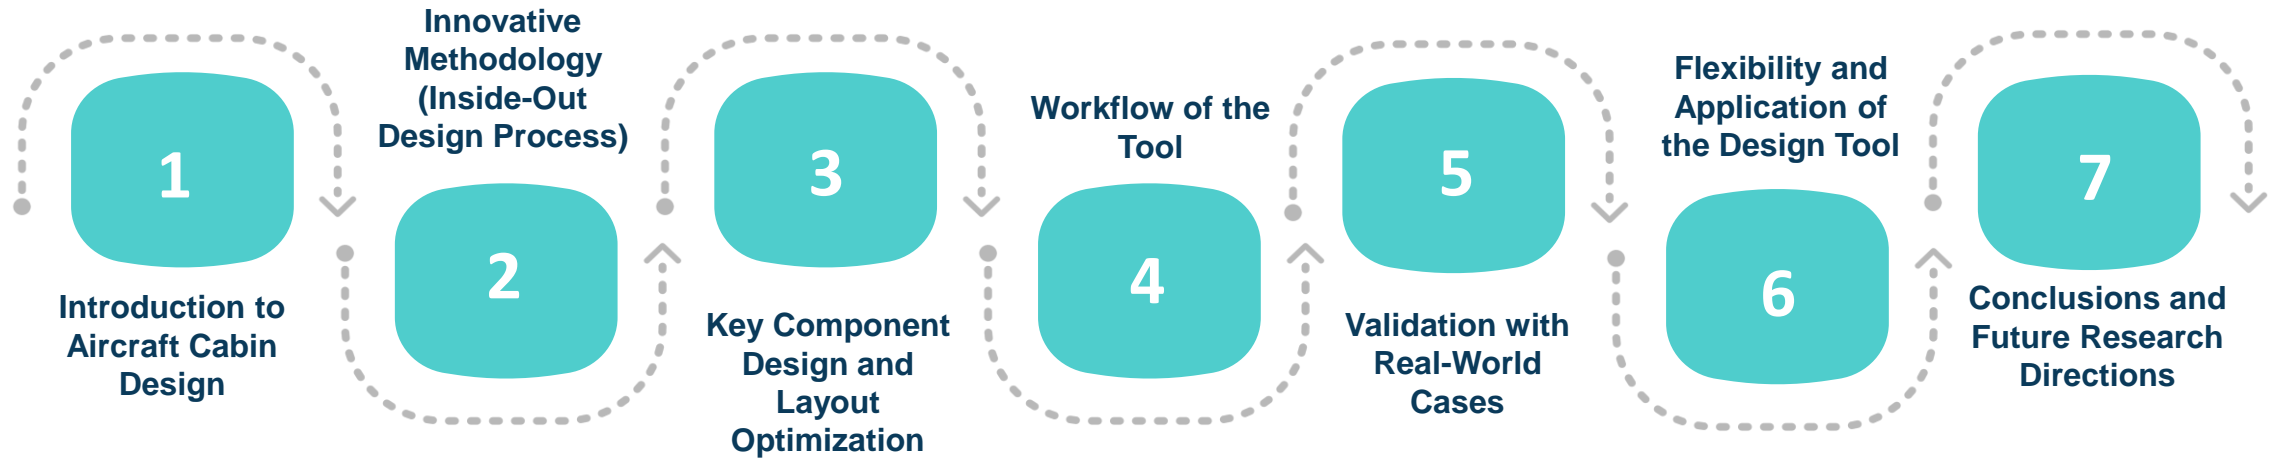 1
Introduction to
Aircraft Cabin
Design
Innovative
Methodology
(Inside-Out
Design Process)
2
3
Key Component
Design and
Layout
Optimization
Workflow of the
Tool
4
5
Validation with
Real-World
Cases
Flexibility and
Application of
the Design Tool
6
7
Conclusions and
Future Research
Directions